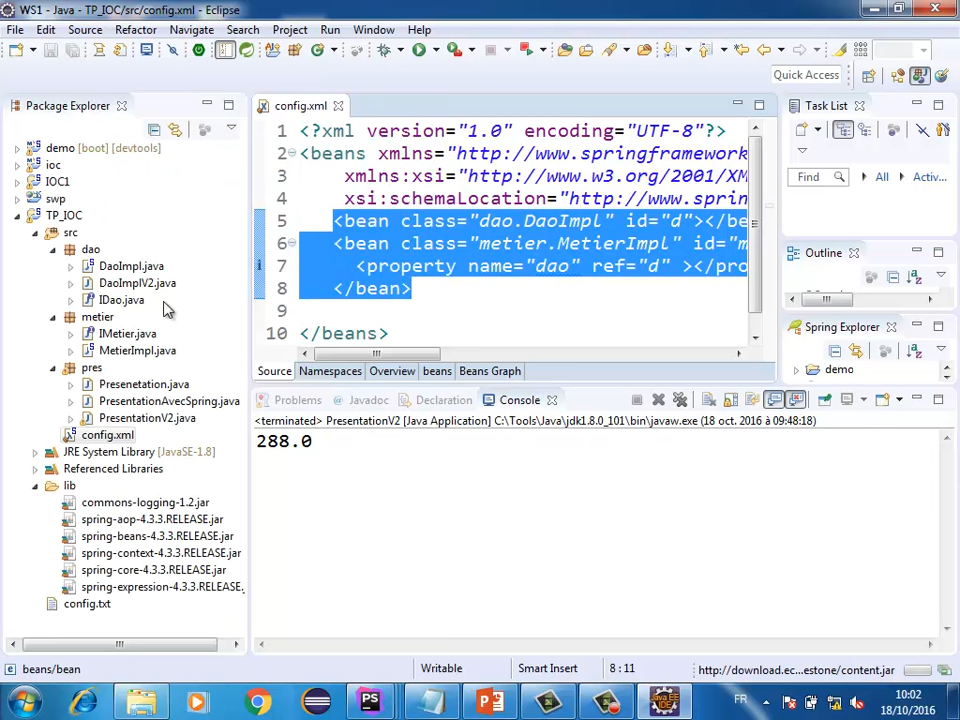 WS1 - Java - TP_IOC/src/config.xml - Eclipse
File Edit Source Refactor Navigate Search Project Run Window Help
Quick Access
Package Explorer
demo [boot] [devtools]
ioc
IOC1
swp
TP_IOC
src
dao
DaoImpl.java
DaoImplV2.java
IDao.java
metier
IMetier.java
MetierImpl.java
pres
Presenetation.java
PresentationAvecSpring.java
PresentationV2.java
config.xml
JRE System Library [JavaSE-1.8]
Referenced Libraries
lib
commons-logging-1.2.jar
spring-aop-4.3.3.RELEASE.jar
spring-beans-4.3.3.RELEASE.jar
spring-context-4.3.3.RELEASE.jar
spring-core-4.3.3.RELEASE.jar
spring-expression-4.3.3.RELEASE.
config.txt
config.xml
1 <?xml version="1.0" encoding="UTF-8"?>
2 <beans xmlns="http://www.springframework
3 xmlns:xsi="http://www.w3.org/2001/XM
4 xsi:schemaLocation="http://www.sprin
5 <bean class="dao.DaoImpl" id="d"></be
6 <bean class="metier.MetierImpl" id="m
7 <property name="dao" ref="d" ></pro
8 </bean>
9
10 </beans>
Source Namespaces Overview beans Beans Graph
Task List
Find All Activ...
Outline
Spring Explorer
demo
Problems Javadoc Declaration Console
<terminated> PresentationV2 [Java Application] C:\Tools\Java\jdk1.8.0_101\bin\javaw.exe (18 oct. 2016 à 09:48:18)
288.0
beans/bean Writable Smart Insert 8 : 11 http://download.ec...estone/content.jar
PS
Java EE
IDE
FR
10:02
18/10/2016